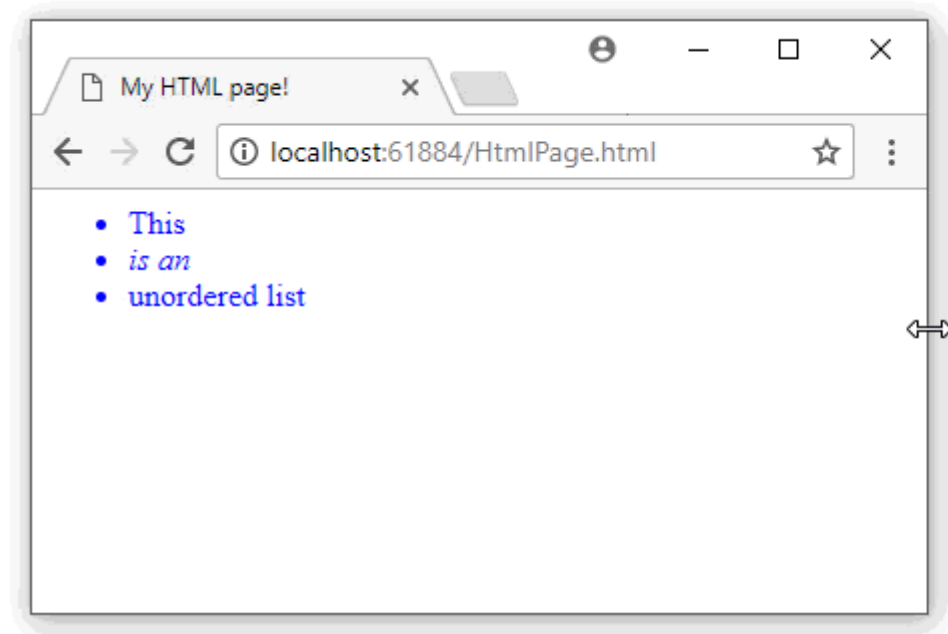 My HTML page!
localhost:61884/HtmlPage.html
This
is an
unordered list